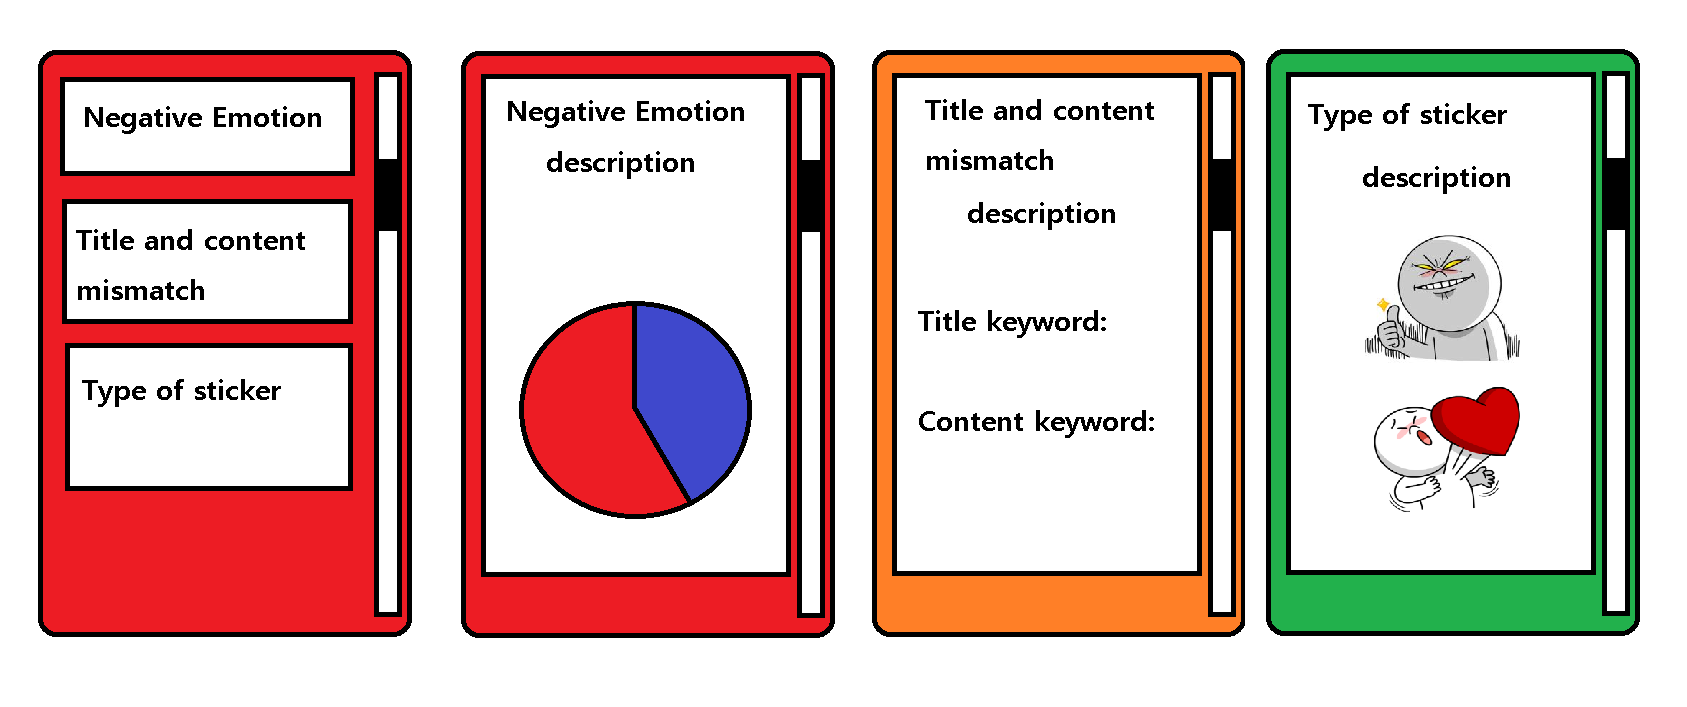 Negative Emotion
Title and content
mismatch
Type of sticker
Negative Emotion
description
Title and content
mismatch
description
Title keyword:
Content keyword:
Type of sticker
description